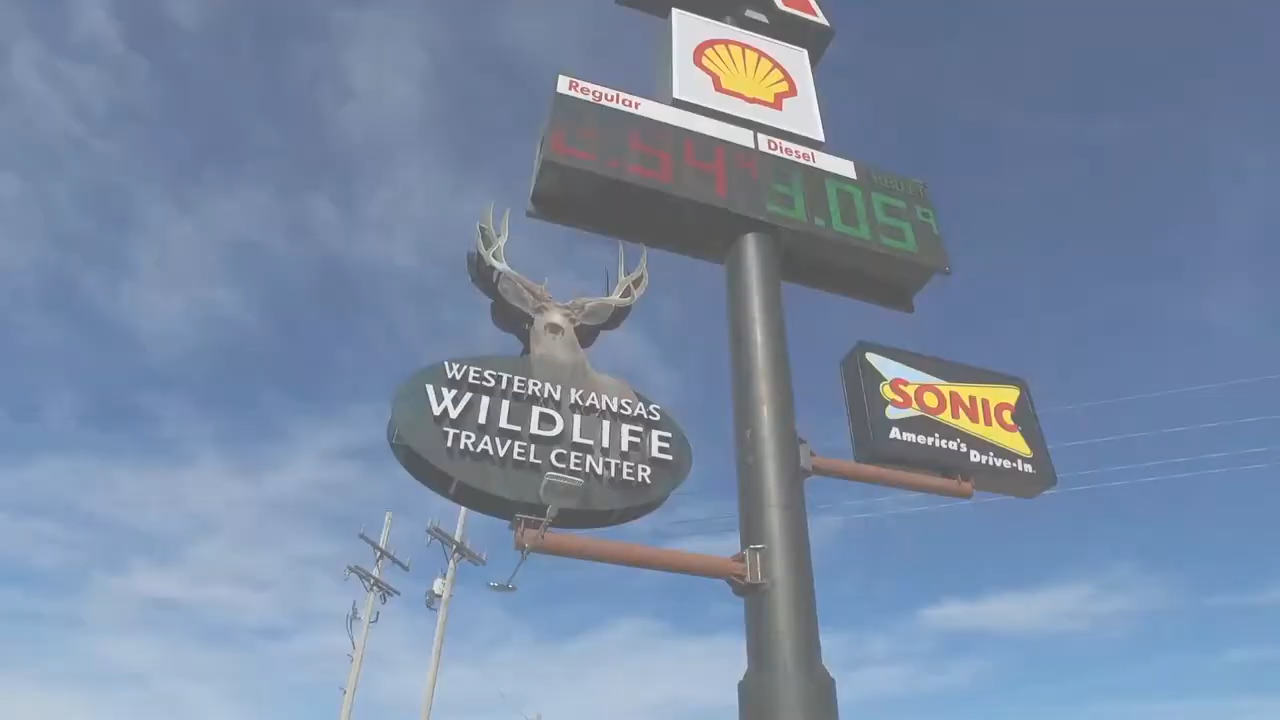 Regular
Diesel
3.05⁹
WESTERN KANSAS
WILDLIFE
TRAVEL CENTER
SONIC
America's
Drive-In.